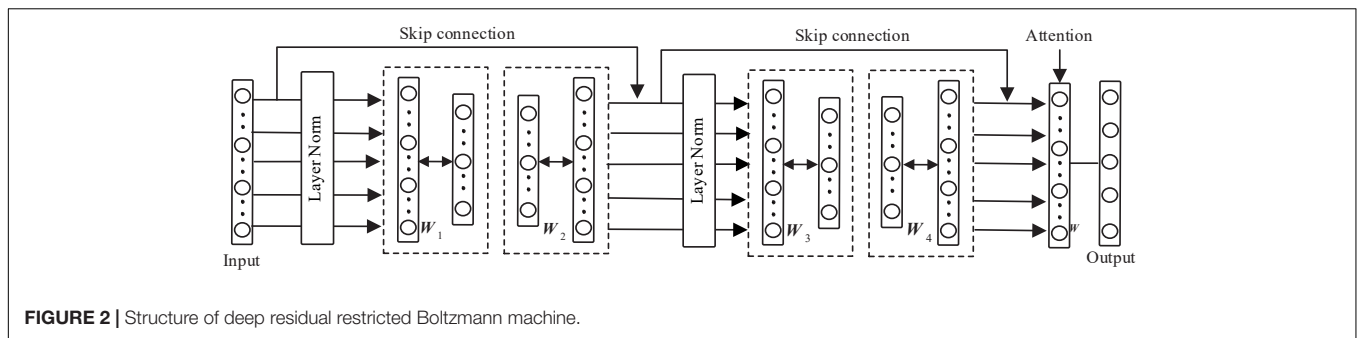 Skip connection
Skip connection
Attention
Layer Norm
Layer Norm
W1
W2
W3
W4
W
Input
Output
FIGURE 2 | Structure of deep residual restricted Boltzmann machine.